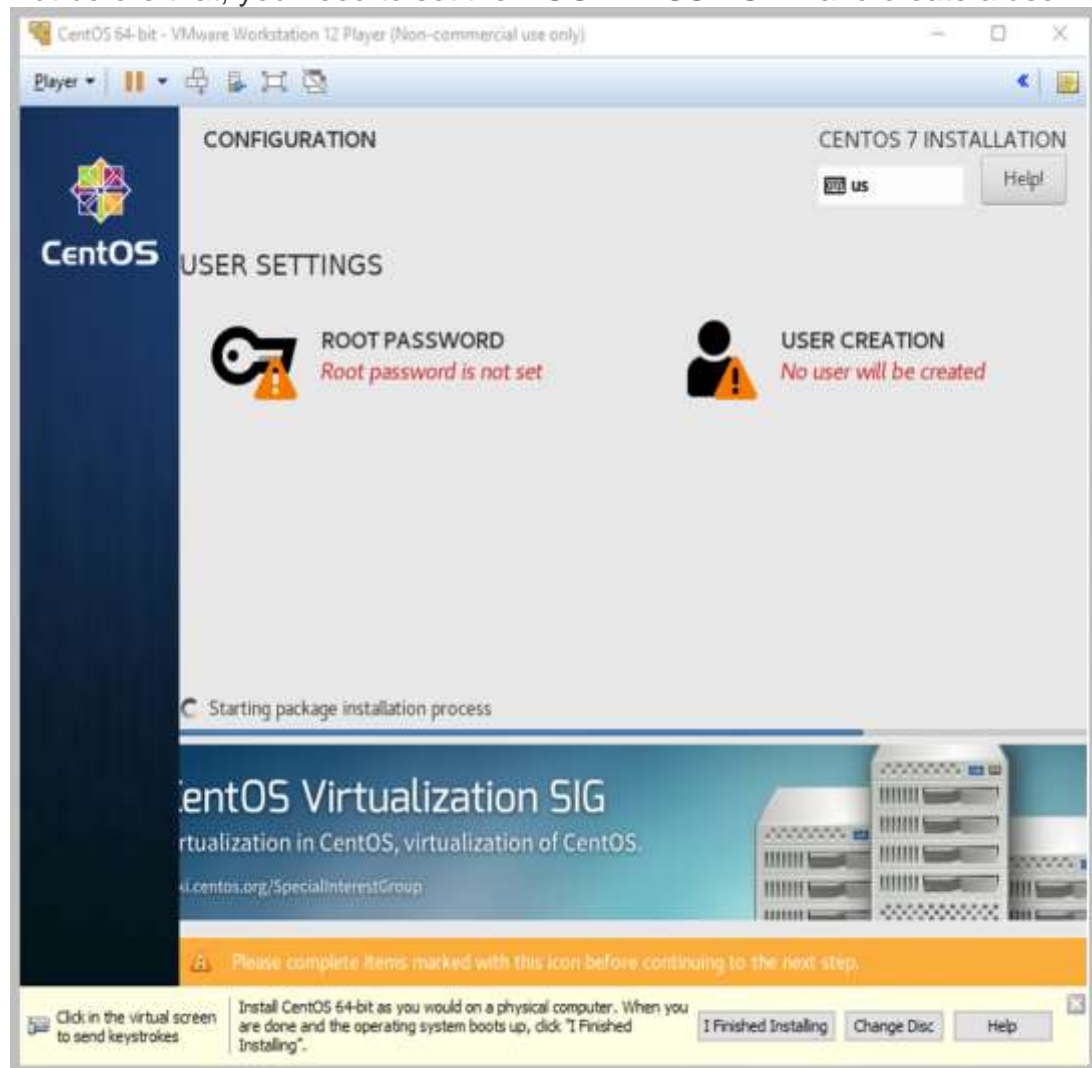 CentOS 64-bit - VMware Workstation 12 Player (Non-commercial use only)
Player
CONFIGURATION
CENTOS 7 INSTALLATION
us
Help!
CentOS
USER SETTINGS
ROOT PASSWORD
Root password is not set
USER CREATION
No user will be created
Starting package installation process
entOS Virtualization SIG
rtualization in CentOS, virtualization of CentOS.
ki.centos.org/SpecialInterestGroup
Please complete items marked with this icon before continuing to the next step.
Click in the virtual screen
to send keystrokes
Install CentOS 64-bit as you would on a physical computer. When you
are done and the operating system boots up, click "I Finished
Installing".
I Finished Installing
Change Disc
Help